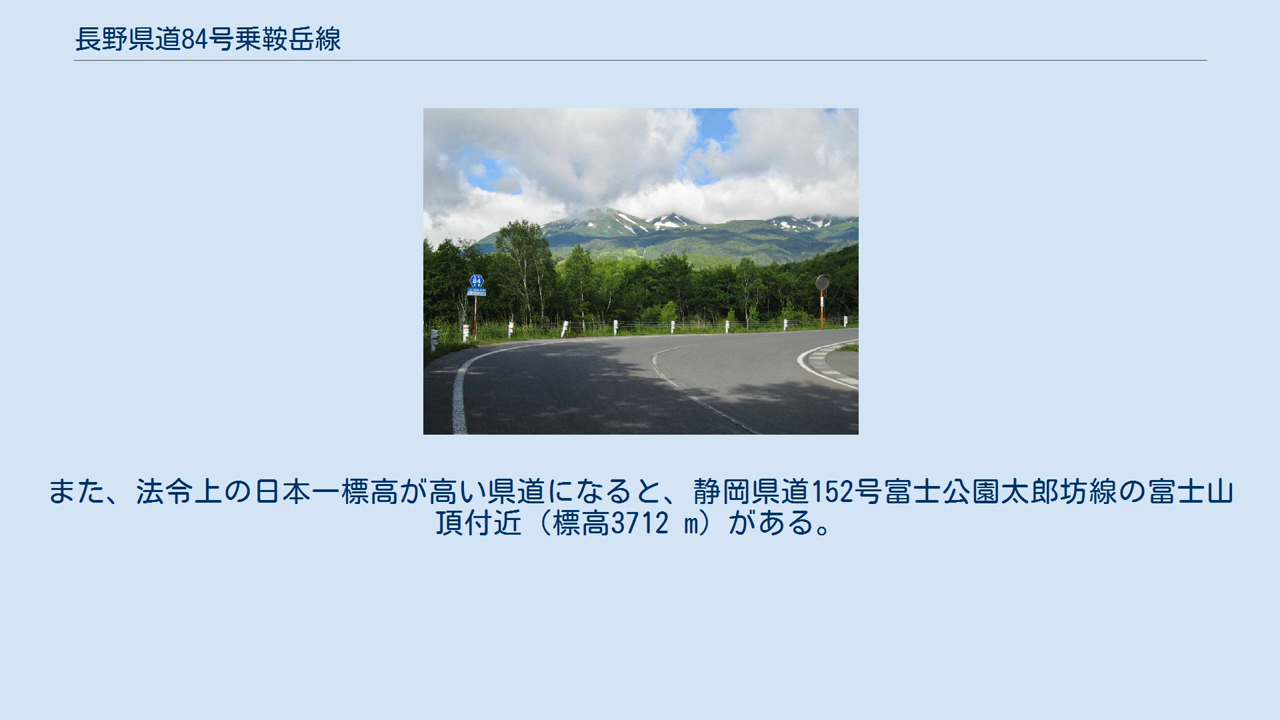 長野県道84号乗鞍岳線
84
また、法令上の日本一標高が高い県道になると、静岡県道152号富士公園太郎坊線の富士山
頂付近（標高3712 m）がある。